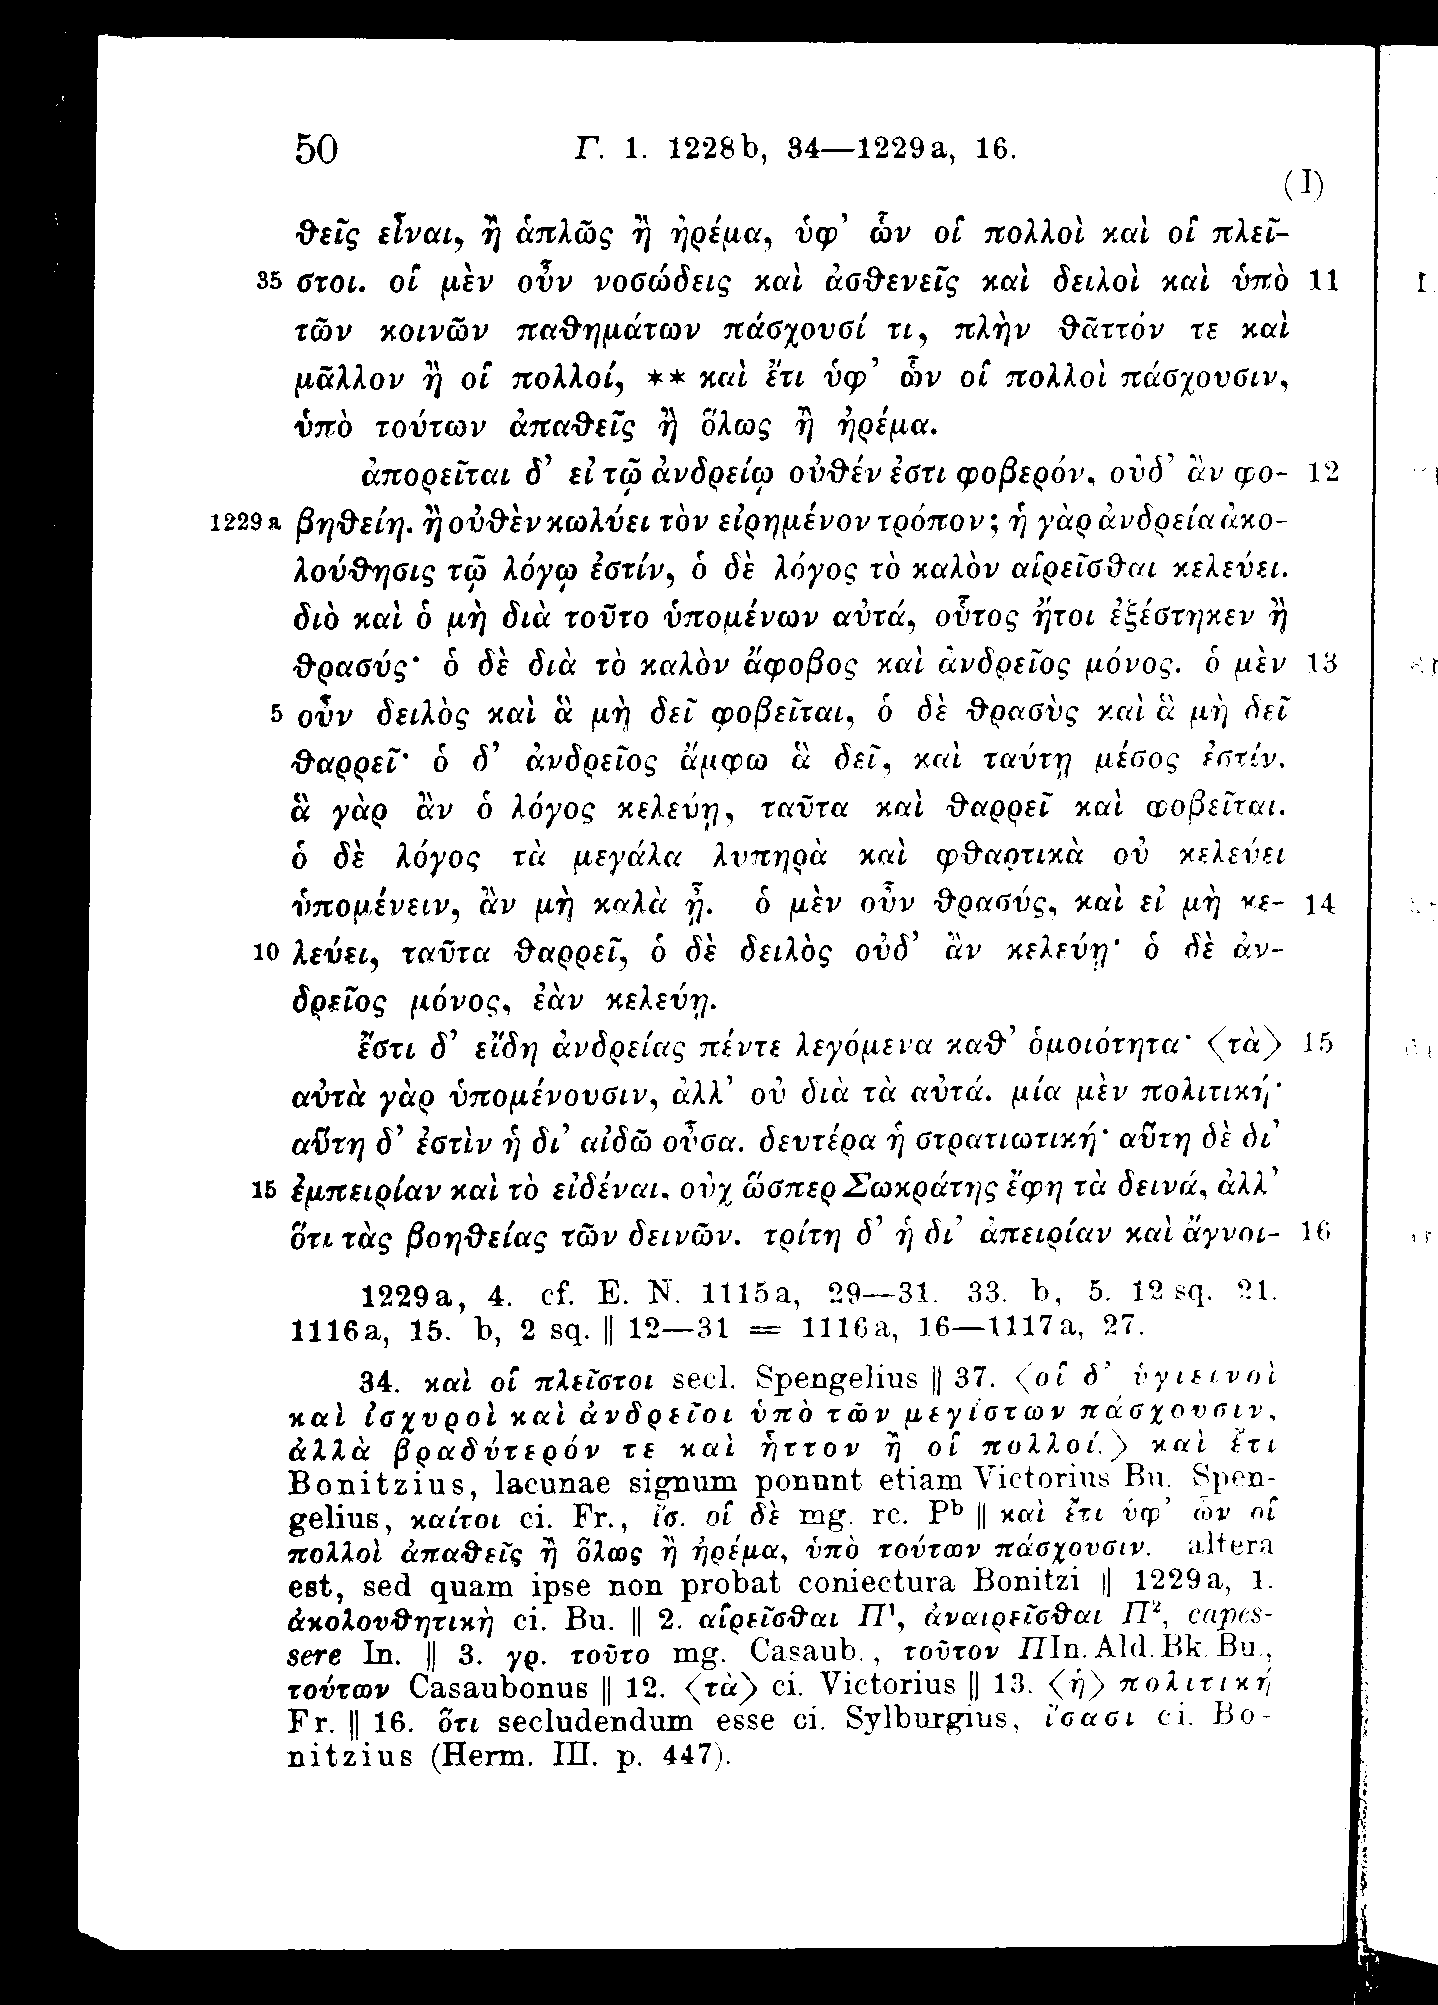 50 Γ. 1. 1228b, 34—1229a, 16.
(I)
θεῖς εἶναι, ἢ ἁπλῶς ἢ ἠρέμα, ὑφ’ ὧν οἱ πολλοὶ καὶ οἱ πλεῖ-
35 στοι. οἱ μὲν οὖν νοσώδεις καὶ ἀσθενεῖς καὶ δειλοὶ καὶ ὑπὸ 11
τῶν κοινῶν παθημάτων πάσχουσί τι, πλὴν θᾶττόν τε καὶ
μᾶλλον ἢ οἱ πολλοί, ** καὶ ἔτι ὑφ’ ὧν οἱ πολλοὶ πάσχουσιν,
ὑπὸ τούτων ἀπαθεῖς ἢ ὅλως ἢ ἠρέμα.
ἀπορεῖται δ’ εἰ τῷ ἀνδρείῳ οὐθέν ἐστι φοβερόν, οὐδ’ ἂν φο- 12
1229a βηθείη. ἢ οὐθὲν κωλύει τὸν εἰρημένον τρόπον; ἡ γὰρ ἀνδρεία ἀκο-
λούθησις τῷ λόγῳ ἐστίν, ὁ δὲ λόγος τὸ καλὸν αἱρεῖσθαι κελεύει.
διὸ καὶ ὁ μὴ διὰ τοῦτο ὑπομένων αὐτά, οὗτος ἤτοι ἐξέστηκεν ἢ
θρασύς· ὁ δὲ διὰ τὸ καλὸν ἄφοβος καὶ ἀνδρεῖος μόνος. ὁ μὲν 13
5 οὖν δειλὸς καὶ ἃ μὴ δεῖ φοβεῖται, ὁ δὲ θρασὺς καὶ ἃ μὴ δεῖ
θαρρεῖ· ὁ δ’ ἀνδρεῖος ἄμφω ἃ δεῖ, καὶ ταύτῃ μέσος ἐστίν.
ἃ γὰρ ἂν ὁ λόγος κελεύῃ, ταῦτα καὶ θαρρεῖ καὶ φοβεῖται.
ὁ δὲ λόγος τὰ μεγάλα λυπηρὰ καὶ φθαρτικὰ οὐ κελεύει
ὑπομένειν, ἂν μὴ καλὰ ᾖ. ὁ μὲν οὖν θρασύς, καὶ εἰ μὴ κε- 14
10 λεύει, ταῦτα θαρρεῖ, ὁ δὲ δειλὸς οὐδ’ ἂν κελεύῃ· ὁ δὲ ἀν-
δρεῖος μόνος, ἐὰν κελεύῃ.
ἔστι δ’ εἴδη ἀνδρείας πέντε λεγόμενα καθ’ ὁμοιότητα· ⟨τὰ⟩ 15
αὐτὰ γὰρ ὑπομένουσιν, ἀλλ’ οὐ διὰ τὰ αὐτά. μία μὲν πολιτική·
αὕτη δ’ ἐστὶν ἡ δι’ αἰδῶ οὖσα. δευτέρα ἡ στρατιωτική· αὕτη δὲ δι’
15 ἐμπειρίαν καὶ τὸ εἰδέναι, οὐχ ὥσπερ Σωκράτης ἔφη τὰ δεινά, ἀλλ’
ὅτι τὰς βοηθείας τῶν δεινῶν. τρίτη δ’ ἡ δι’ ἀπειρίαν καὶ ἄγνοι- 16
1229a, 4. cf. E. N. 1115a, 29—31. 33. b, 5. 12 sq. 21.
1116a, 15. b, 2 sq. || 12—31 = 1116a, 16—1117a, 27.
34. καὶ οἱ πλεῖστοι secl. Spengelius || 37. ⟨οἱ δ’ ὑγιεινοὶ
καὶ ἰσχυροὶ καὶ ἀνδρεῖοι ὑπὸ τῶν μεγίστων πάσχουσιν,
ἀλλὰ βραδύτερόν τε καὶ ἧττον ἢ οἱ πολλοί.⟩ καὶ ἔτι
Bonitzius, lacunae signum ponunt etiam Victorius Bu. Spen-
gelius, καίτοι ci. Fr., ἴσ. οἱ δὲ mg. rc. Pᵇ || καὶ ἔτι ὑφ’ ὧν οἱ
πολλοὶ ἀπαθεῖς ἢ ὅλως ἢ ἠρέμα, ὑπὸ τούτων πάσχουσιν. altera
est, sed quam ipse non probat coniectura Bonitzi || 1229a, 1.
ἀκολουθητικὴ ci. Bu. || 2. αἱρεῖσθαι Π¹, ἀναιρεῖσθαι Π², capes-
sere In. || 3. γρ. τοῦτο mg. Casaub., τοῦτον ΠIn. Ald. Bk. Bu.,
τούτων Casaubonus || 12. ⟨τὰ⟩ ci. Victorius || 13. ⟨ἡ⟩ πολιτικὴ
Fr. || 16. ὅτι secludendum esse ci. Sylburgius, ἴσασι ci. Bo-
nitzius (Herm. III. p. 447).